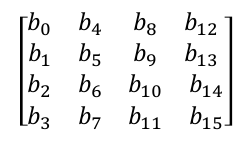 b₀ b₄ b₈ b₁₂
b₁ b₅ b₉ b₁₃
b₂ b₆ b₁₀ b₁₄
b₃ b₇ b₁₁ b₁₅